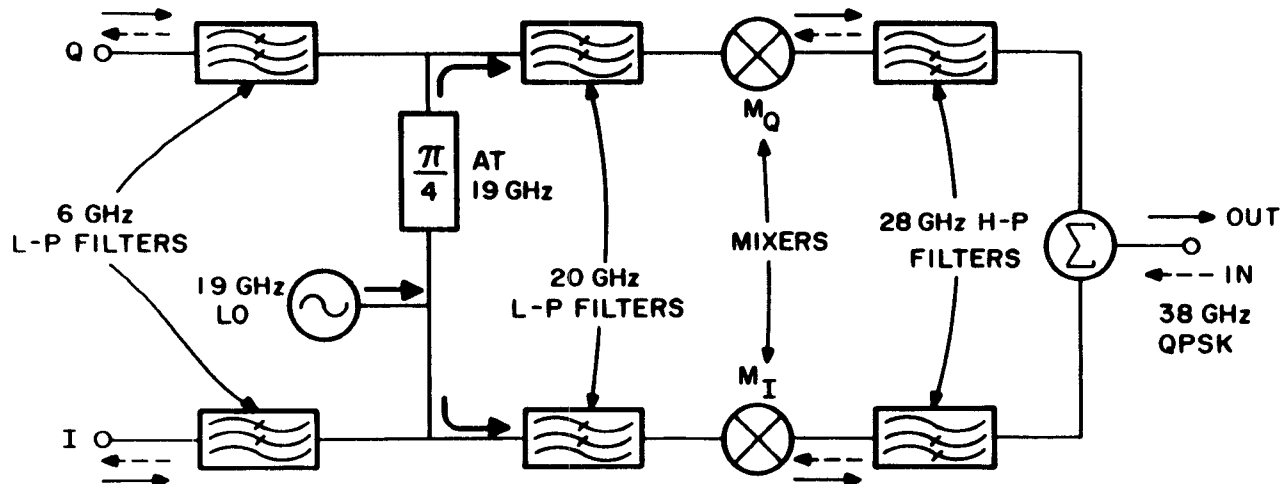 Q
π/4
AT
19 GHz
M_Q
6 GHz
L-P FILTERS
19 GHz
LO
20 GHz
L-P FILTERS
MIXERS
28 GHz H-P
FILTERS
Σ
OUT
IN
38 GHz
QPSK
M_I
I